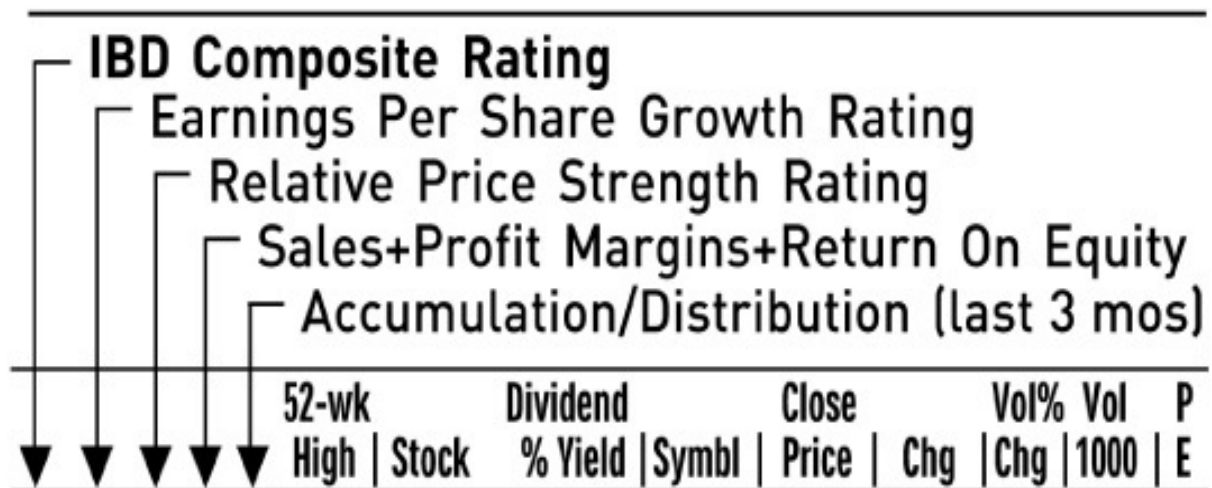 IBD Composite Rating
Earnings Per Share Growth Rating
Relative Price Strength Rating
Sales+Profit Margins+Return On Equity
Accumulation/Distribution (last 3 mos)
52-wk Dividend Close Vol% Vol P
High | Stock % Yield | Symbl | Price | Chg | Chg | 1000 | E